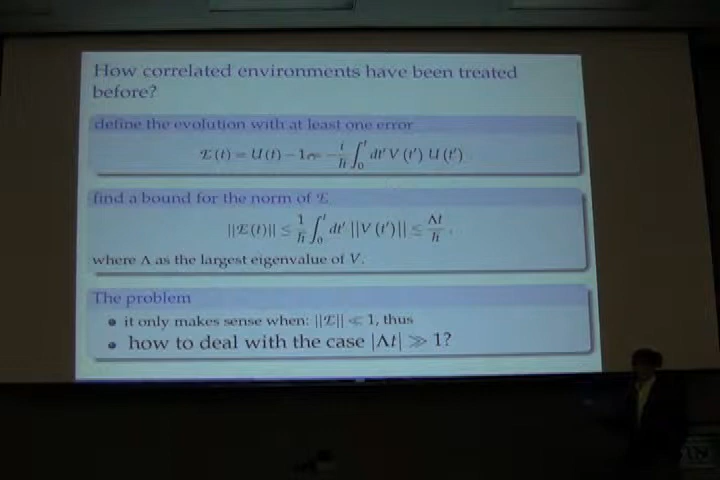 How correlated environments have been treated
before?
define the evolution with at least one error
ℰ(t) = U(t) − 1 = −i/ħ ∫₀ᵗ dt′ V(t′) U(t′)
find a bound for the norm of ℰ
||ℰ(t)|| ≤ 1/ħ ∫₀ᵗ dt′ ||V(t′)|| ≤ Λt/ħ,
where Λ as the largest eigenvalue of V.
The problem
• it only makes sense when: ||ℰ|| ≪ 1, thus
• how to deal with the case |Λt| ≫ 1?